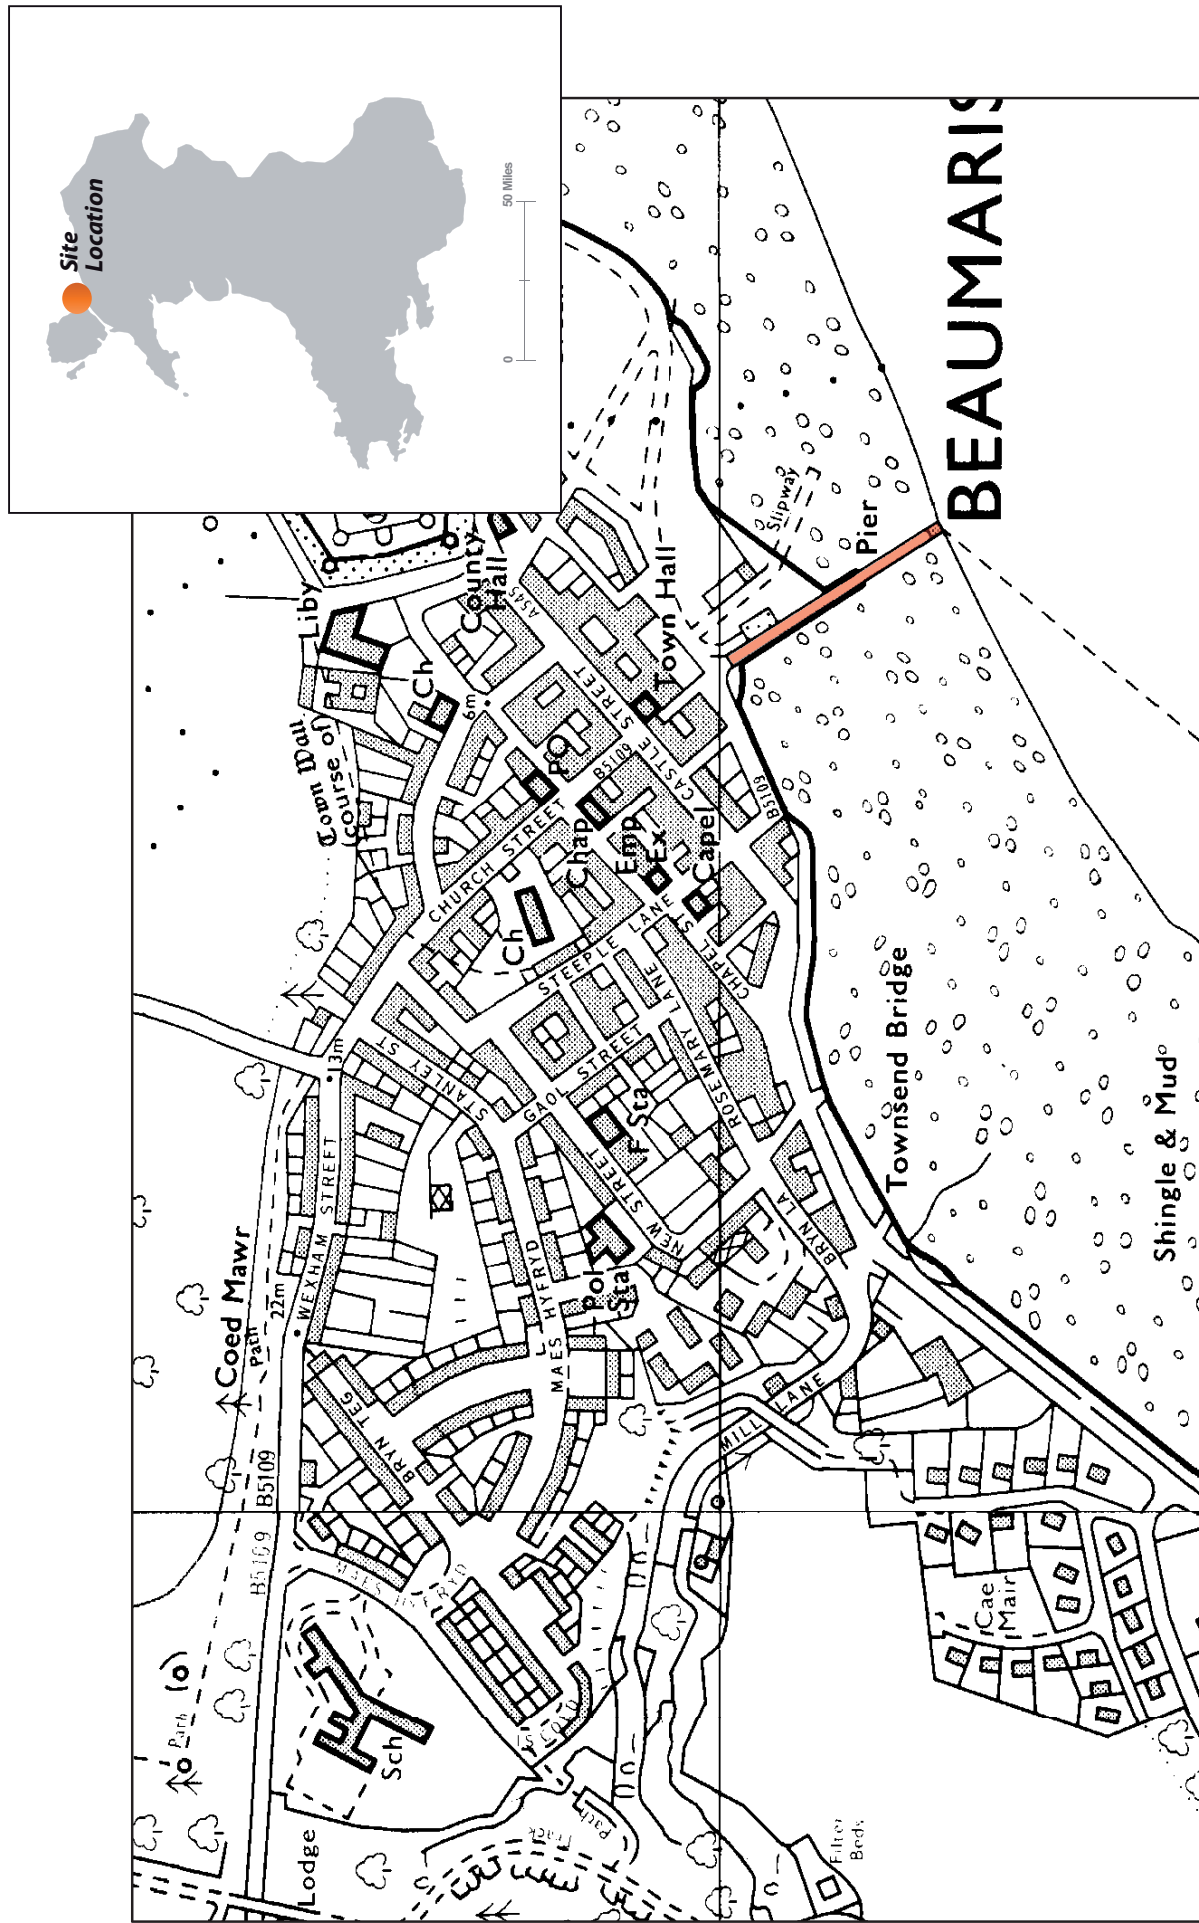 Site
Location
0
50 Miles
BEAUMARIS
Liby
County
Hall
Town Wall
(course of)
Ch
A545
6m
Town Hall
Slipway
Pier
PO
B5109
CASTLE STREET
CHURCH STREET
Chap
Emp
Ex
Capel
B5109
Ch
STEEPLE LANE
CHAPEL ST
ROSEMARY LANE
GAOL STREET
STANLEY ST
13m
F Sta
NEW STREET
Pol
Sta
BRYN LA
Townsend Bridge
Shingle & Mud
WEXHAM STREET
22m
Coed Mawr
Path
B5109
B5109
MAES HYFRYD
BRYN TEG
MILL LANE
Cae
Mair
Sch
Path
Lodge
Track
Path
Filter
Beds